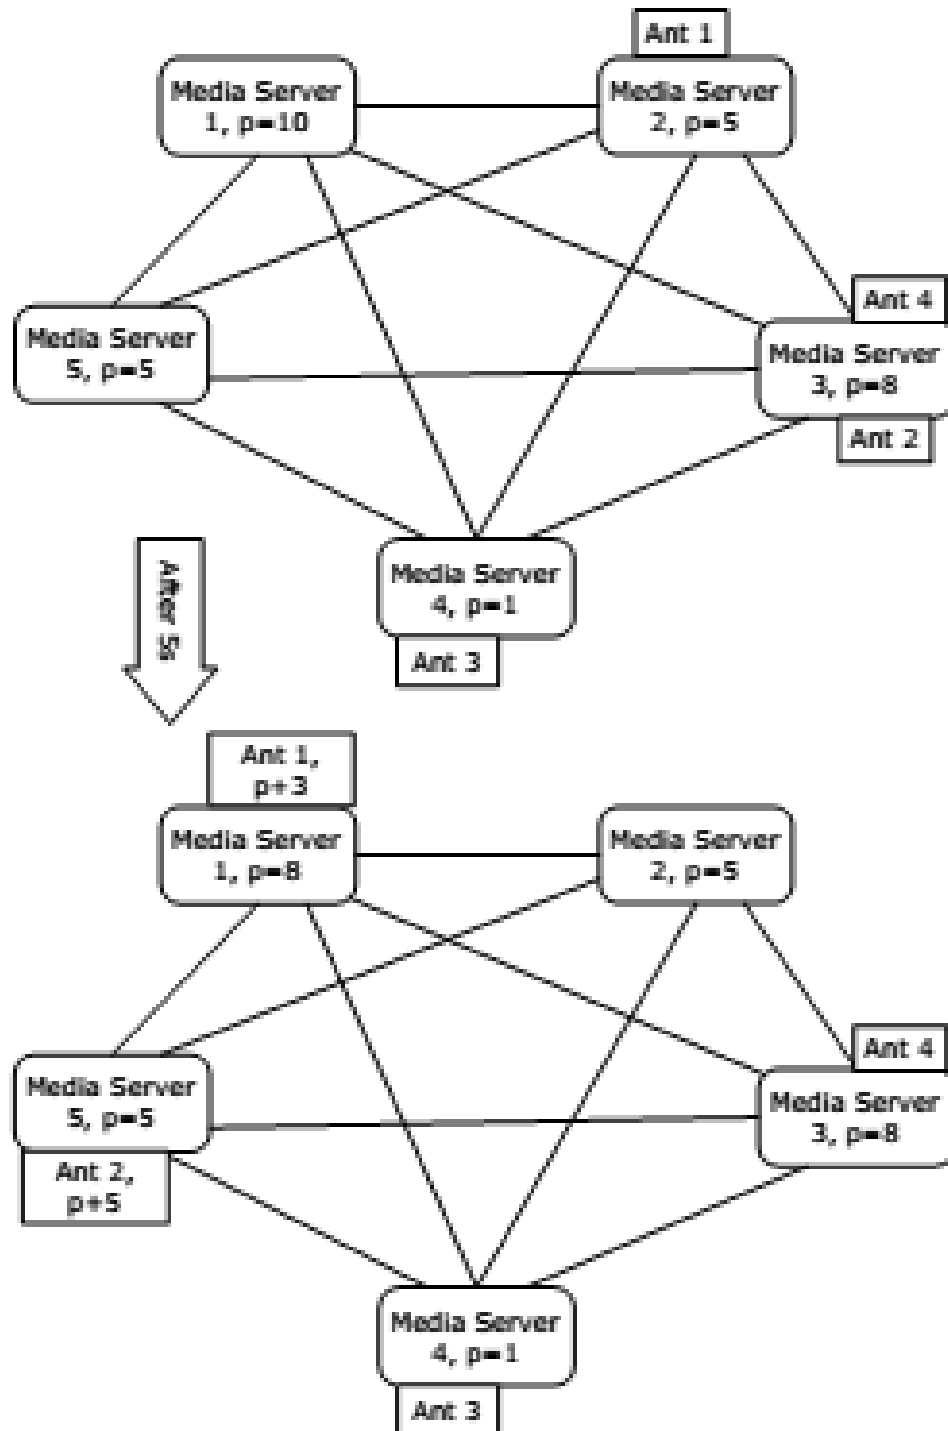 Ant 1
Media Server
1, p=10
Media Server
2, p=5
Ant 4
Media Server
5, p=5
Media Server
3, p=8
Ant 2
Media Server
4, p=1
Ant 3
After 5s
Ant 1,
p+3
Media Server
1, p=8
Media Server
2, p=5
Ant 4
Media Server
5, p=5
Media Server
3, p=8
Ant 2,
p+5
Media Server
4, p=1
Ant 3